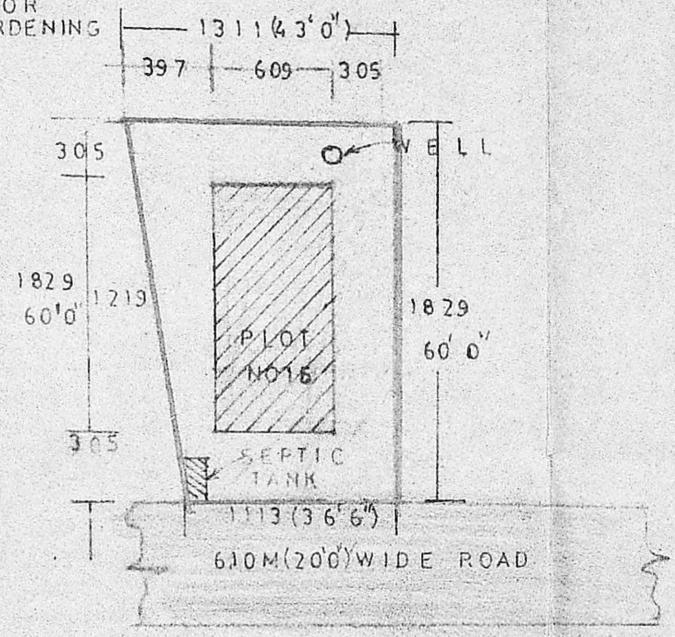 OR
RDENING
1311 (43'0")
397 609 305
305
WELL
1829
60'0"
1219
1829
60'0"
PLOT
NO16
305
SEPTIC
TANK
1113 (36'6")
610M (20'0") WIDE ROAD